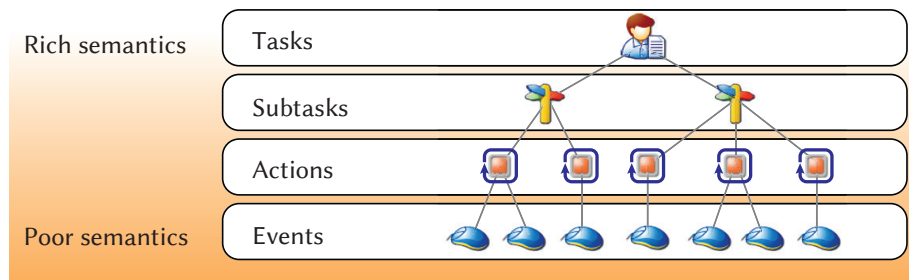 Rich semantics
Tasks
Subtasks
Actions
Poor semantics
Events